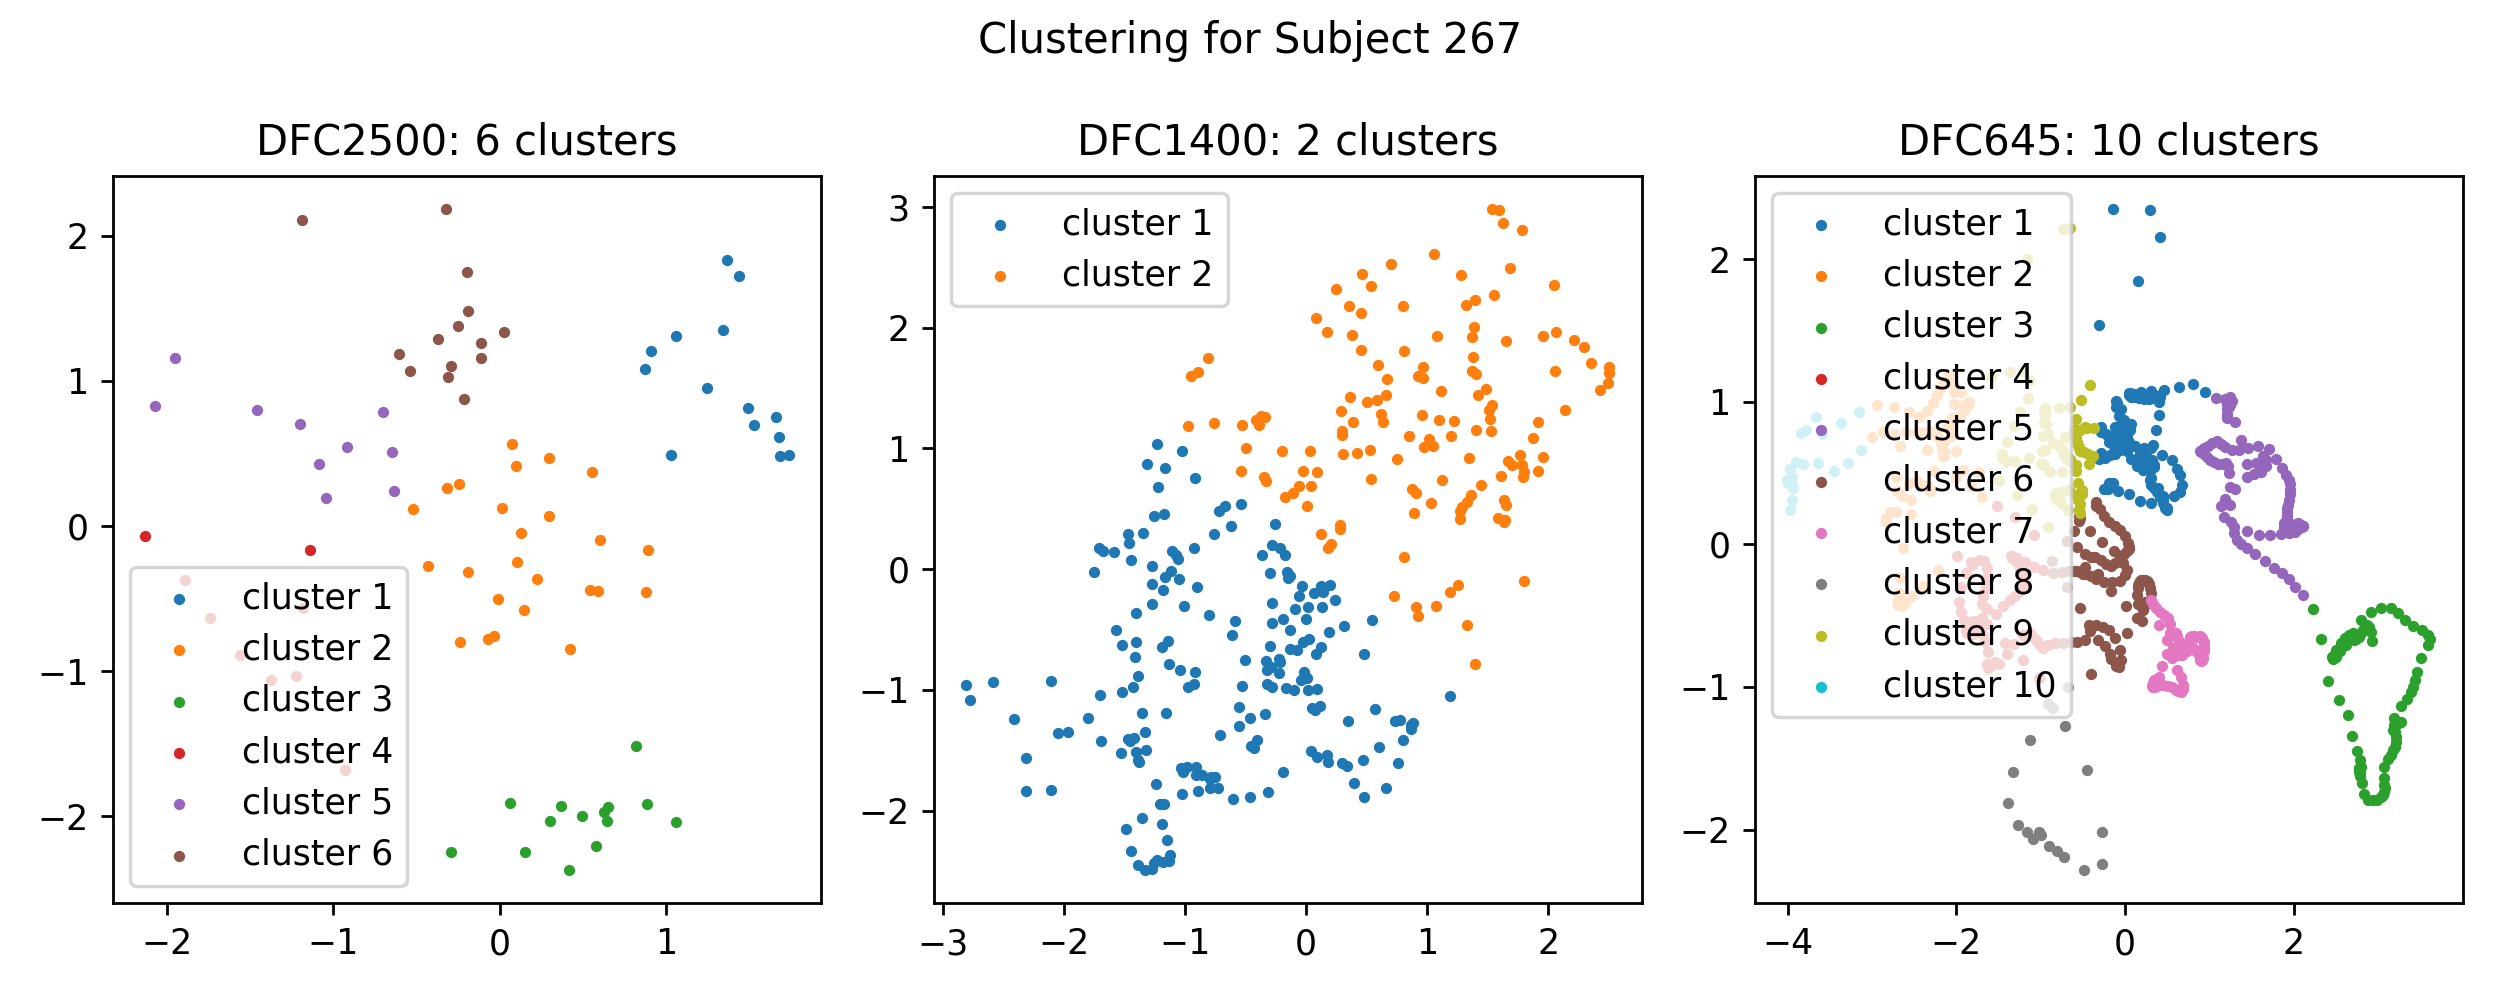 Clustering for Subject 267
DFC2500: 6 clusters
2
1
0
−1
−2
cluster 1
cluster 2
cluster 3
cluster 4
cluster 5
cluster 6
−2
−1
0
1
DFC1400: 2 clusters
3
2
1
0
−1
−2
cluster 1
cluster 2
−3
−2
−1
0
1
2
DFC645: 10 clusters
2
1
0
−1
−2
cluster 1
cluster 2
cluster 3
cluster 4
cluster 5
cluster 6
cluster 7
cluster 8
cluster 9
cluster 10
−4
−2
0
2